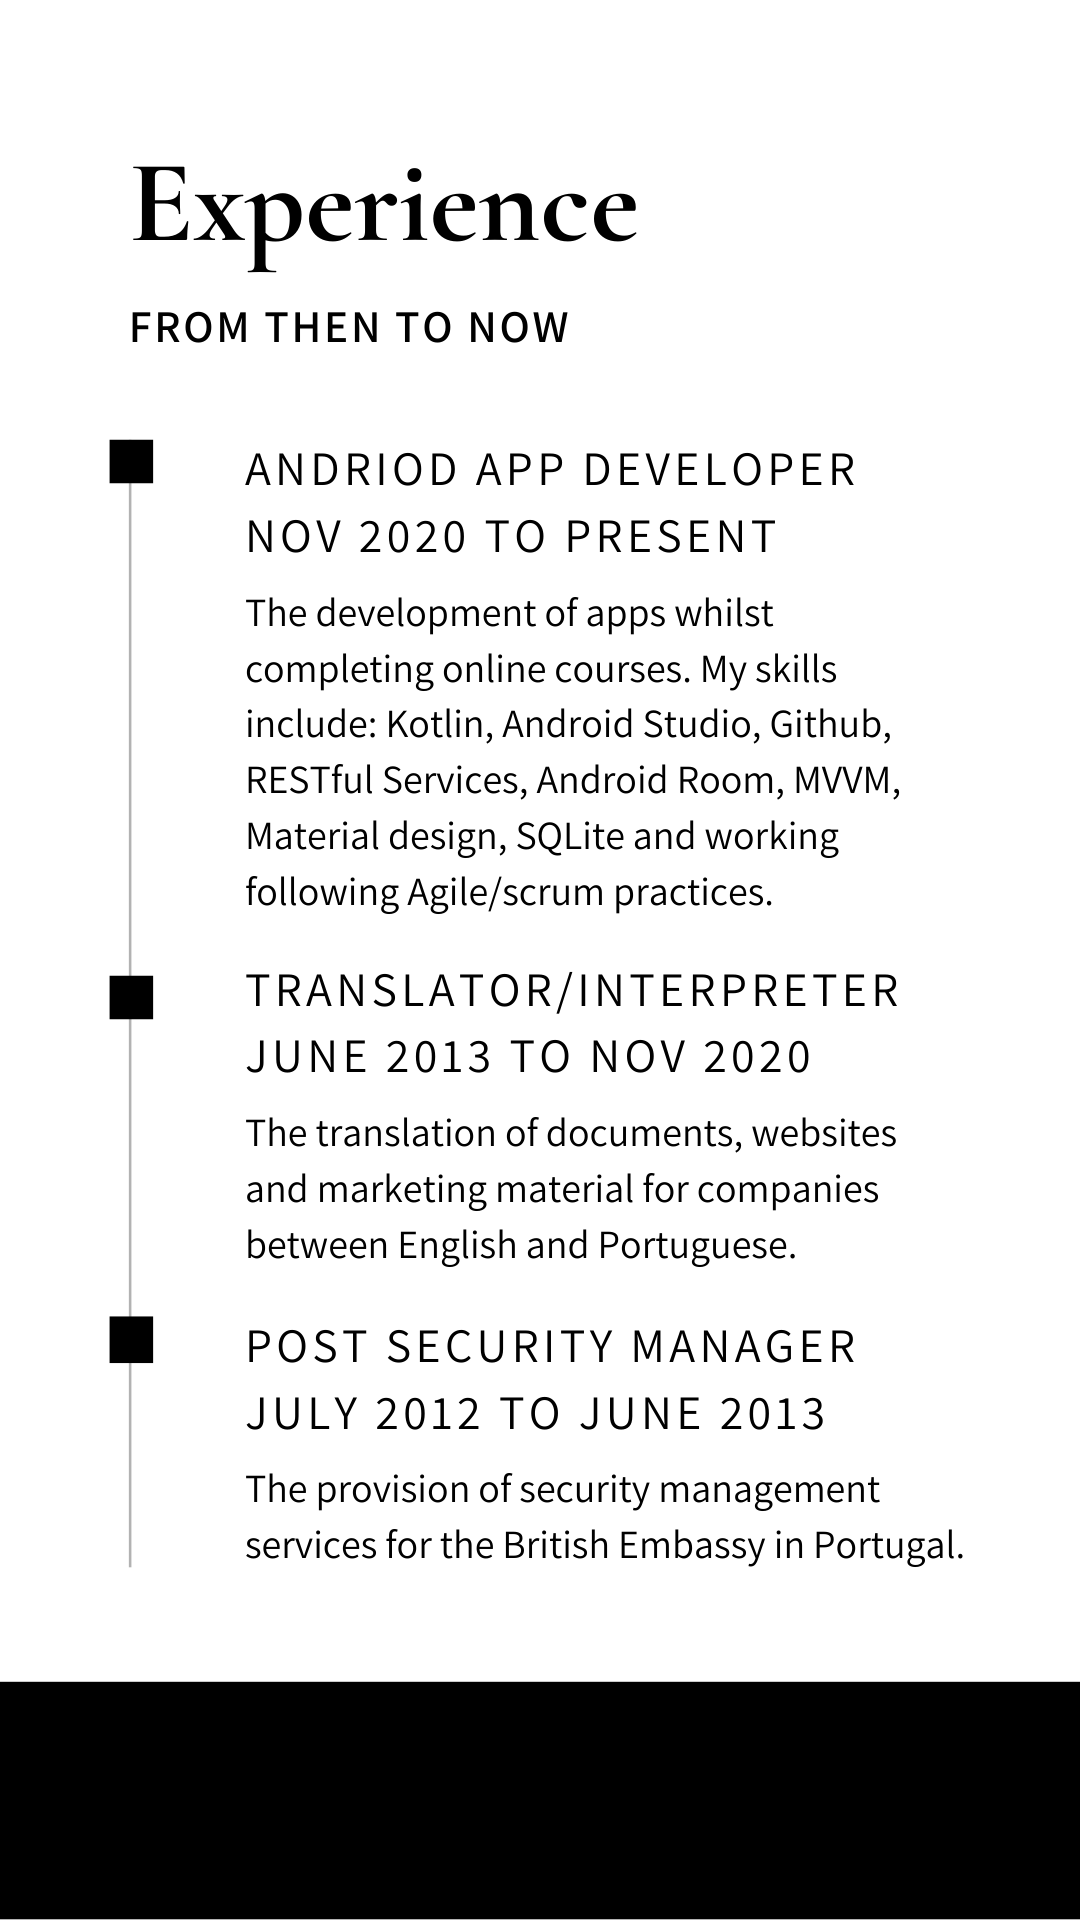 Experience
FROM THEN TO NOW
ANDRIOD APP DEVELOPER
NOV 2020 TO PRESENT
The development of apps whilst
completing online courses. My skills
include: Kotlin, Android Studio, Github,
RESTful Services, Android Room, MVVM,
Material design, SQLite and working
following Agile/scrum practices.
TRANSLATOR/INTERPRETER
JUNE 2013 TO NOV 2020
The translation of documents, websites
and marketing material for companies
between English and Portuguese.
POST SECURITY MANAGER
JULY 2012 TO JUNE 2013
The provision of security management
services for the British Embassy in Portugal.